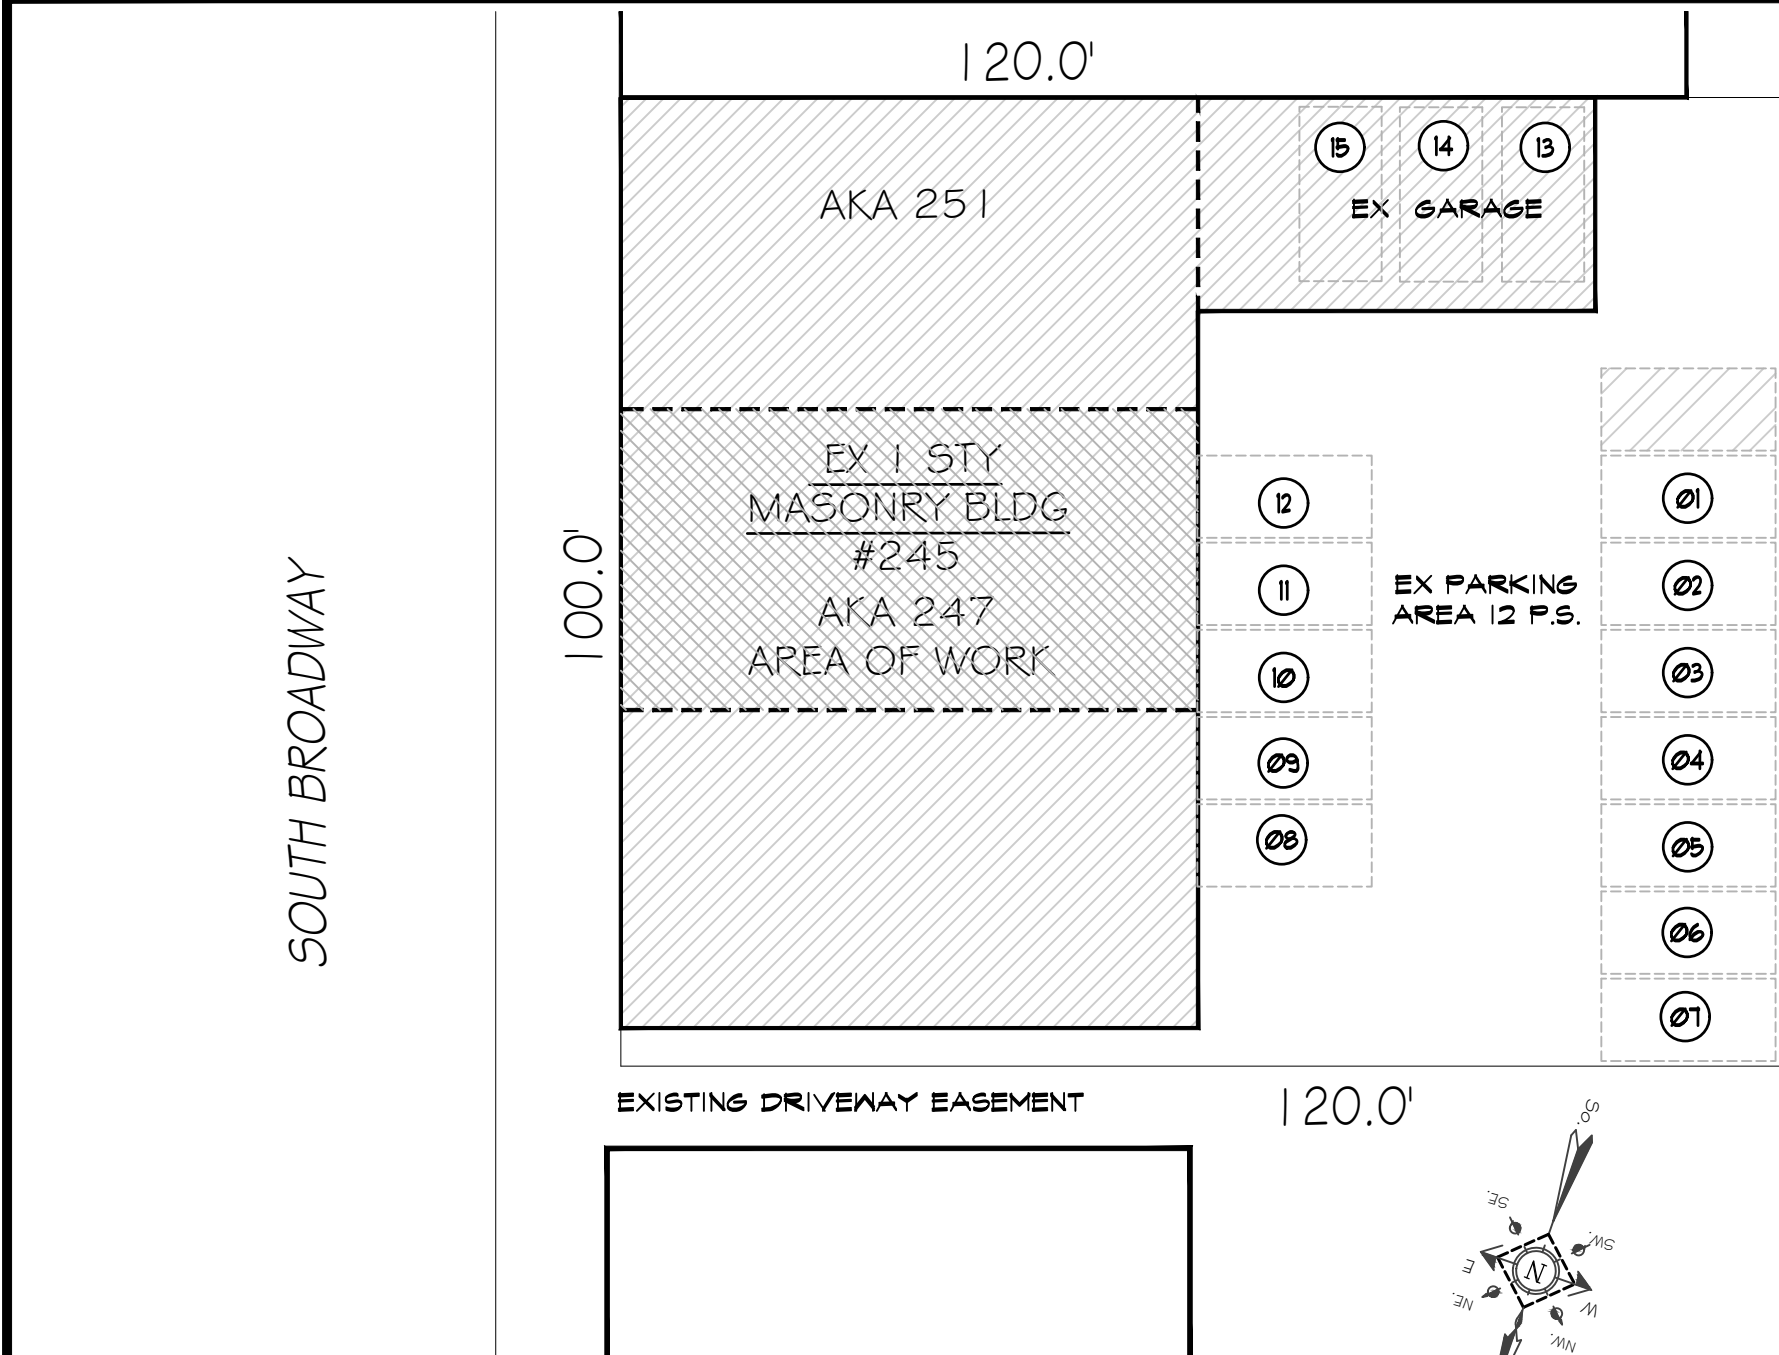 120.0'
15
14
13
EX GARAGE
AKA 251
EX 1 STY
MASONRY BLDG
#245
AKA 247
AREA OF WORK
100.0'
SOUTH BROADWAY
12
11
10
09
08
EX PARKING
AREA 12 P.S.
01
02
03
04
05
06
07
EXISTING DRIVEWAY EASEMENT
120.0'
So.
SE.
SW.
E
N
W
NE.
NW.